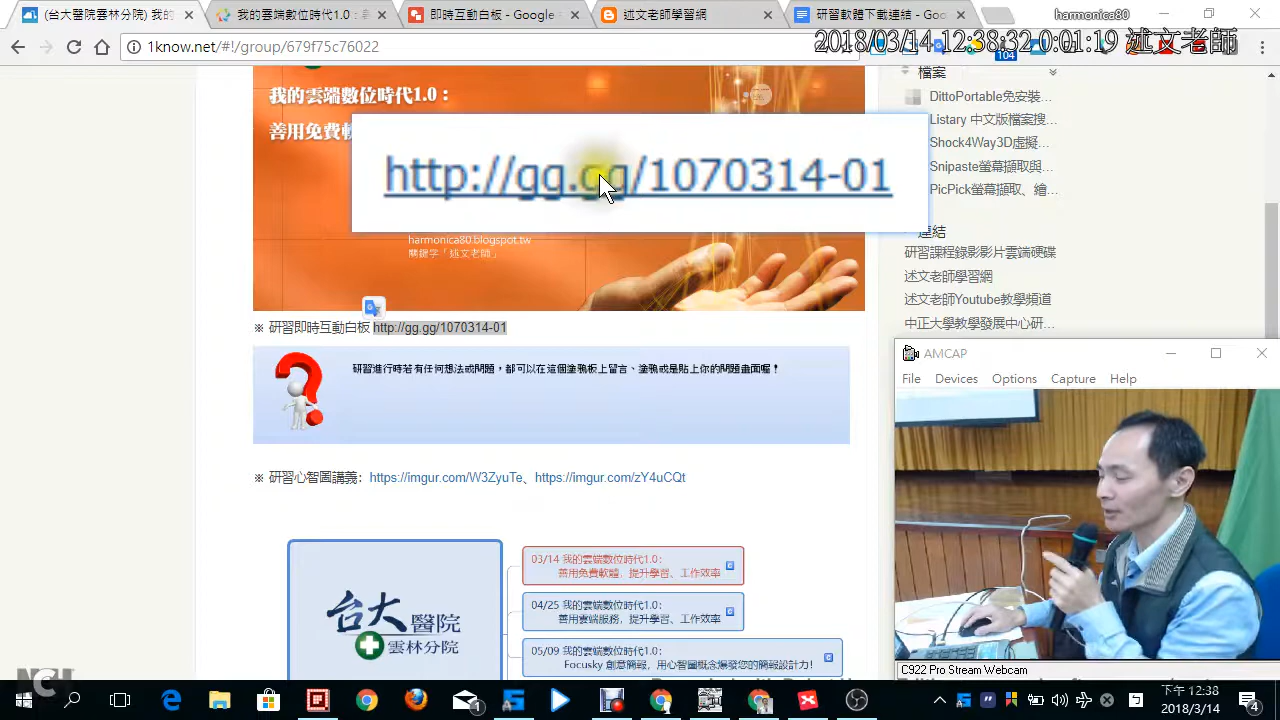 (台大醫院雲林分院) 我
我的雲端數位時代1.0：
即時互動白板 - Google
述文老師學習網
研習軟體下載連結 - Goo
harmonica80
1know.net/#!/group/679f75c76022
2018/03/14 12:38:32 0:01:19 述文老師
104
我的雲端數位時代1.0：
善用免費軟
http://gg.gg/1070314-01
harmonica80.blogspot.tw
關鍵字「述文老師」
檔案
DittoPortable免安裝…
Listary 中文版檔案搜…
Shock4Way3D虛擬…
Snipaste螢幕擷取與…
PicPick螢幕擷取、繪…
連結
研習課程錄影影片雲端硬碟
述文老師學習網
述文老師Youtube教學頻道
中正大學教學發展中心研…
※ 研習即時互動白板 http://gg.gg/1070314-01
研習進行時若有任何想法或問題，都可以在這個塗鴉板上留言、塗鴉或是貼上你的問題畫面喔！
※ 研習心智圖講義： https://imgur.com/W3ZyuTe、https://imgur.com/zY4uCQt
台大醫院
雲林分院
03/14 我的雲端數位時代1.0：
善用免費軟體，提升學習、工作效率
04/25 我的雲端數位時代1.0：
善用雲端服務，提升學習、工作效率
05/09 我的雲端數位時代1.0：
Focusky 創意簡報，用心智圖概念爆發您的簡報設計力！
AMCAP
File Devices Options Capture Help
C922 Pro Stream Webcam
NCH
下午 12:38
2018/3/14